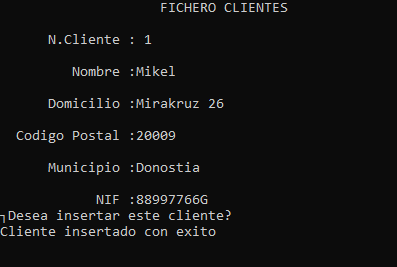 FICHERO CLIENTES
N.Cliente : 1
Nombre :Mikel
Domicilio :Mirakruz 26
Codigo Postal :20009
Municipio :Donostia
NIF :88997766G
┐Desea insertar este cliente?
Cliente insertado con exito